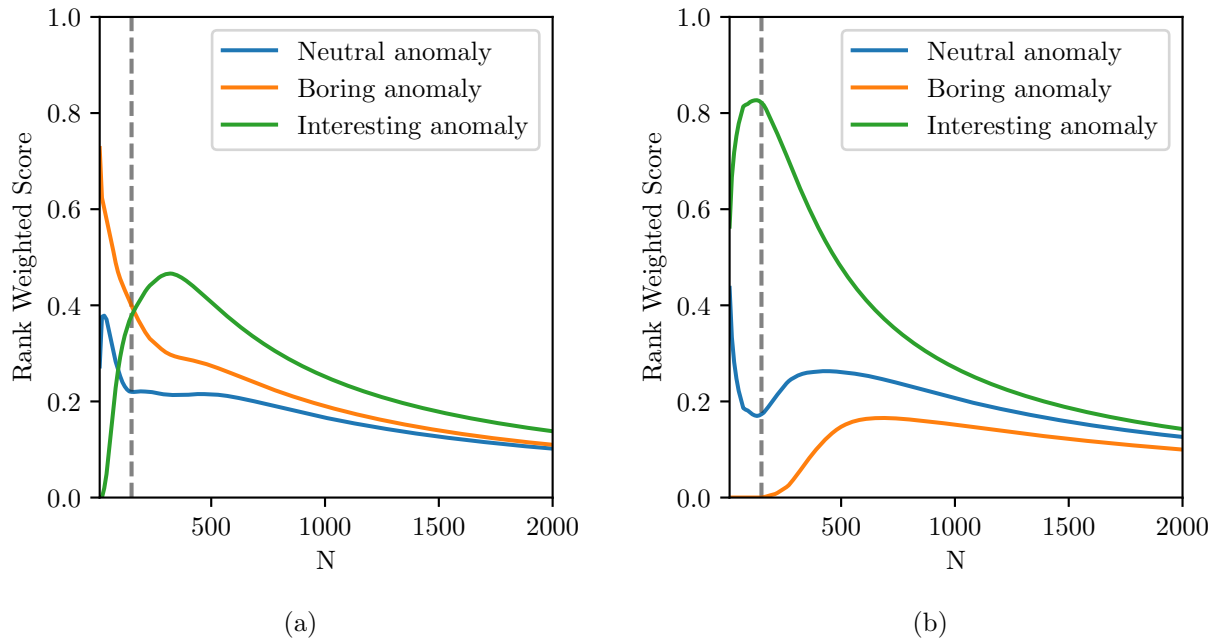 1.0
0.8
0.6
0.4
0.2
0.0
Rank Weighted Score
500
1000
1500
2000
N
Neutral anomaly
Boring anomaly
Interesting anomaly
(a)
1.0
0.8
0.6
0.4
0.2
0.0
Rank Weighted Score
500
1000
1500
2000
N
Neutral anomaly
Boring anomaly
Interesting anomaly
(b)